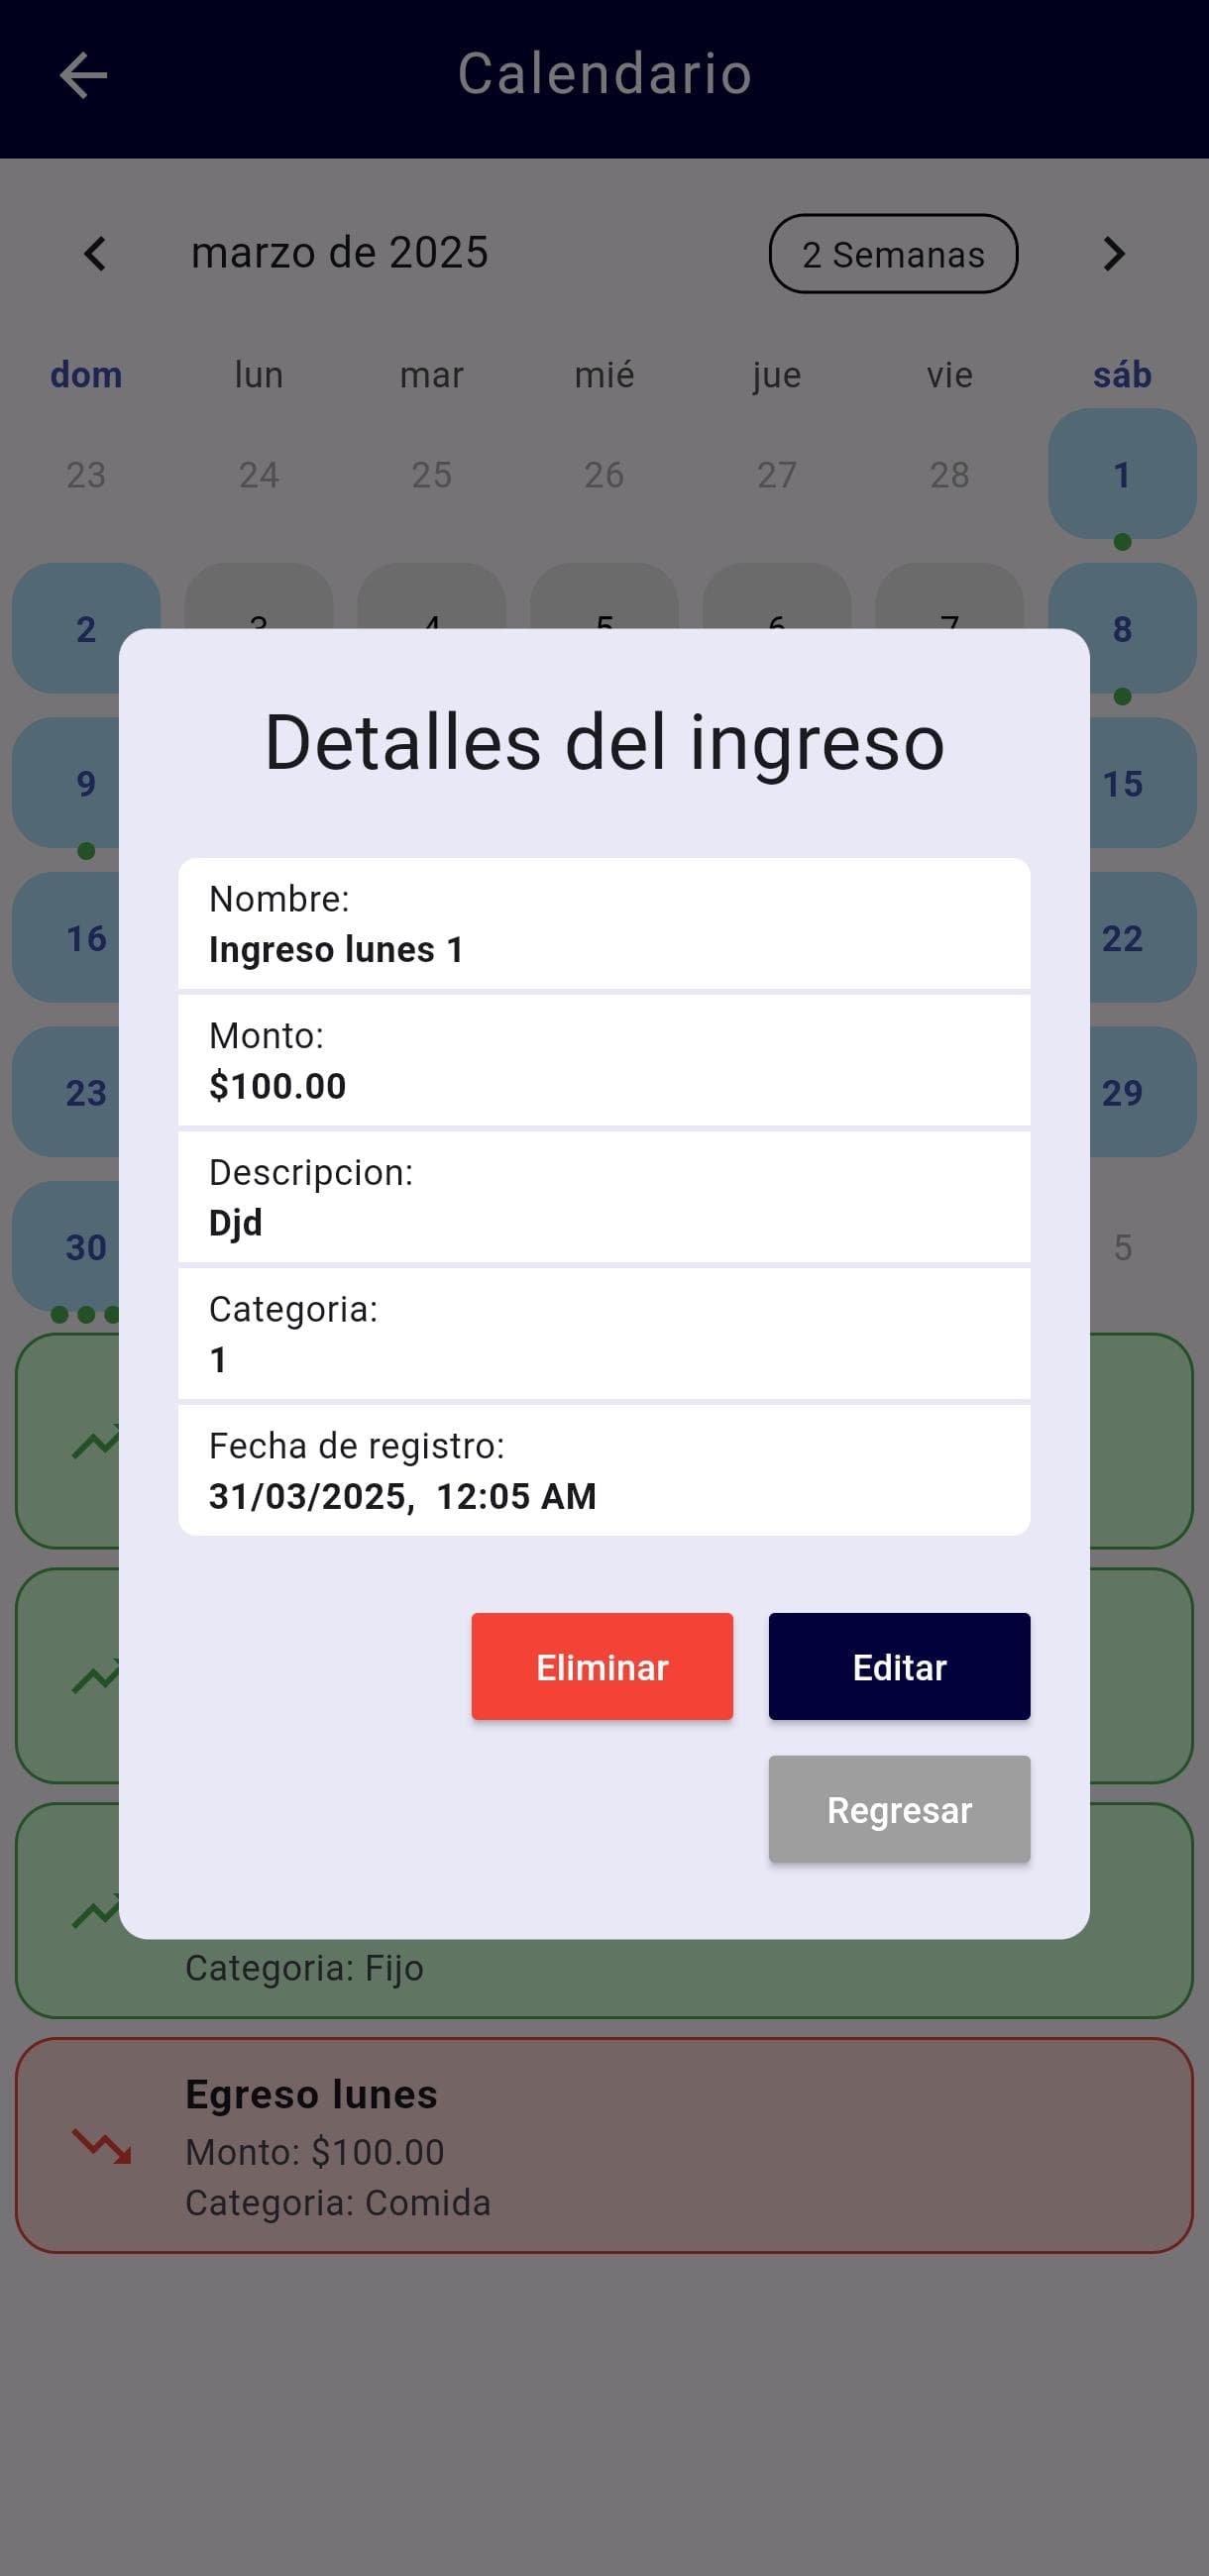 Calendario
marzo de 2025 2 Semanas
dom lun mar mié jue vie sáb
23 24 25 26 27 28 1
2 3 4 5 6 7 8
Detalles del ingreso
9 15
Nombre:
Ingreso lunes 1
16 22
Monto:
$100.00
23 29
Descripcion:
Djd
30 5
Categoria:
1
Fecha de registro:
31/03/2025,  12:05 AM
Eliminar Editar
Regresar
Categoria: Fijo
Egreso lunes
Monto: $100.00
Categoria: Comida